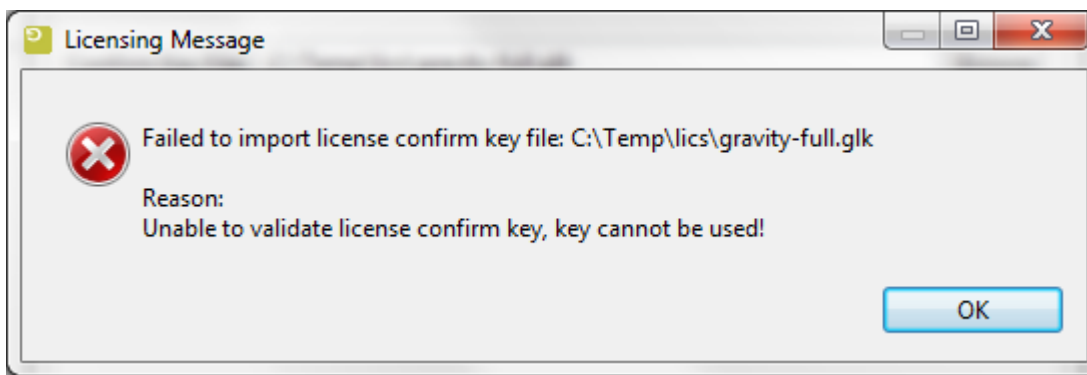 Licensing Message
Failed to import license confirm key file: C:\Temp\lics\gravity-full.glk
Reason:
Unable to validate license confirm key, key cannot be used!
OK